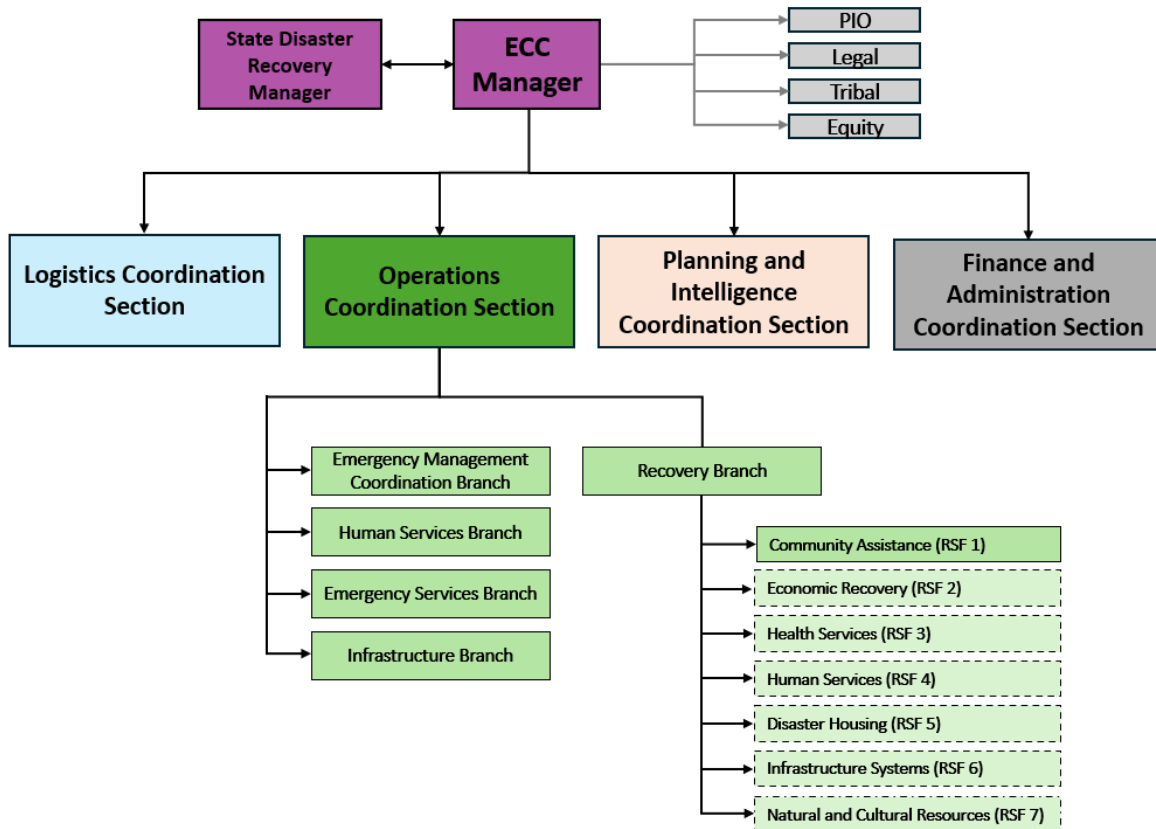 State Disaster
Recovery
Manager
ECC
Manager
PIO
Legal
Tribal
Equity
Logistics Coordination
Section
Operations
Coordination Section
Planning and
Intelligence
Coordination Section
Finance and
Administration
Coordination Section
Emergency Management
Coordination Branch
Human Services Branch
Emergency Services Branch
Infrastructure Branch
Recovery Branch
Community Assistance (RSF 1)
Economic Recovery (RSF 2)
Health Services (RSF 3)
Human Services (RSF 4)
Disaster Housing (RSF 5)
Infrastructure Systems (RSF 6)
Natural and Cultural Resources (RSF 7)